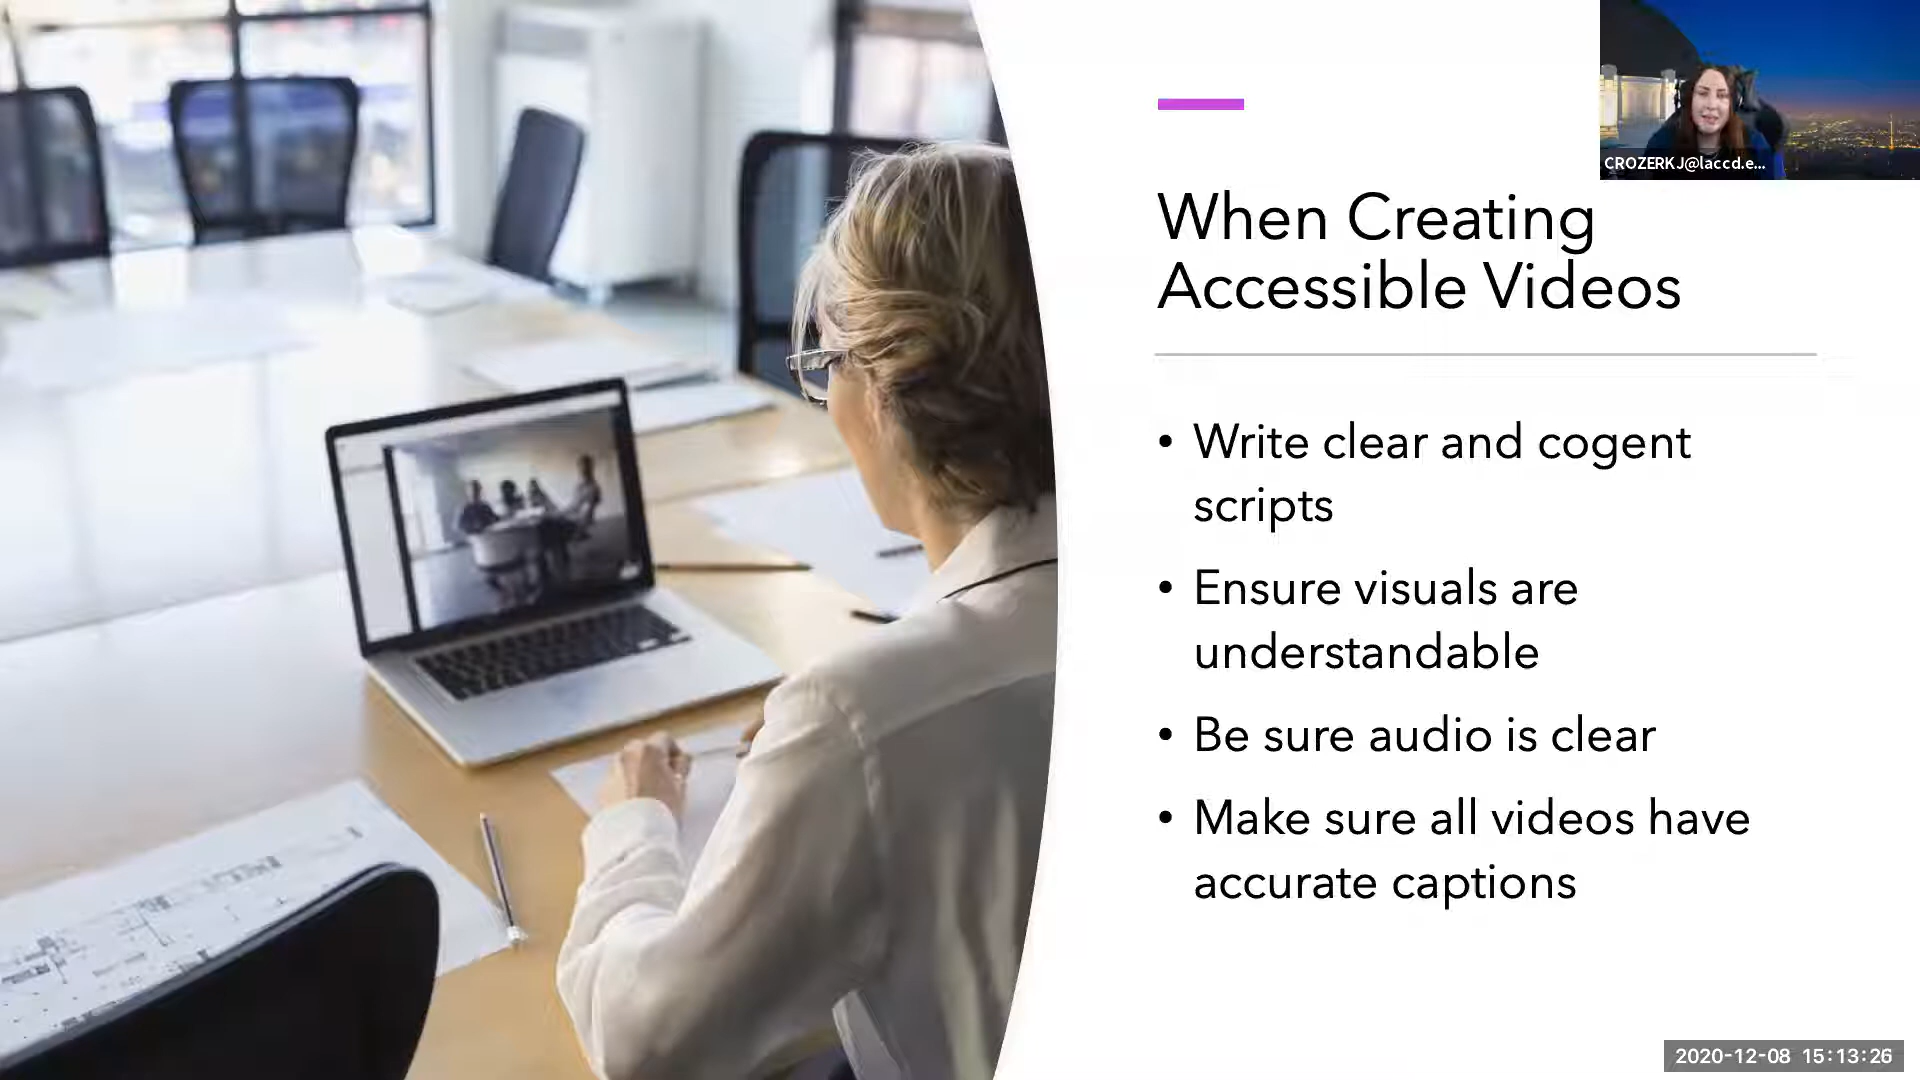 CROZERKJ@laccd.e...
When Creating
Accessible Videos
• Write clear and cogent
scripts
• Ensure visuals are
understandable
• Be sure audio is clear
• Make sure all videos have
accurate captions
2020-12-08 15:13:26